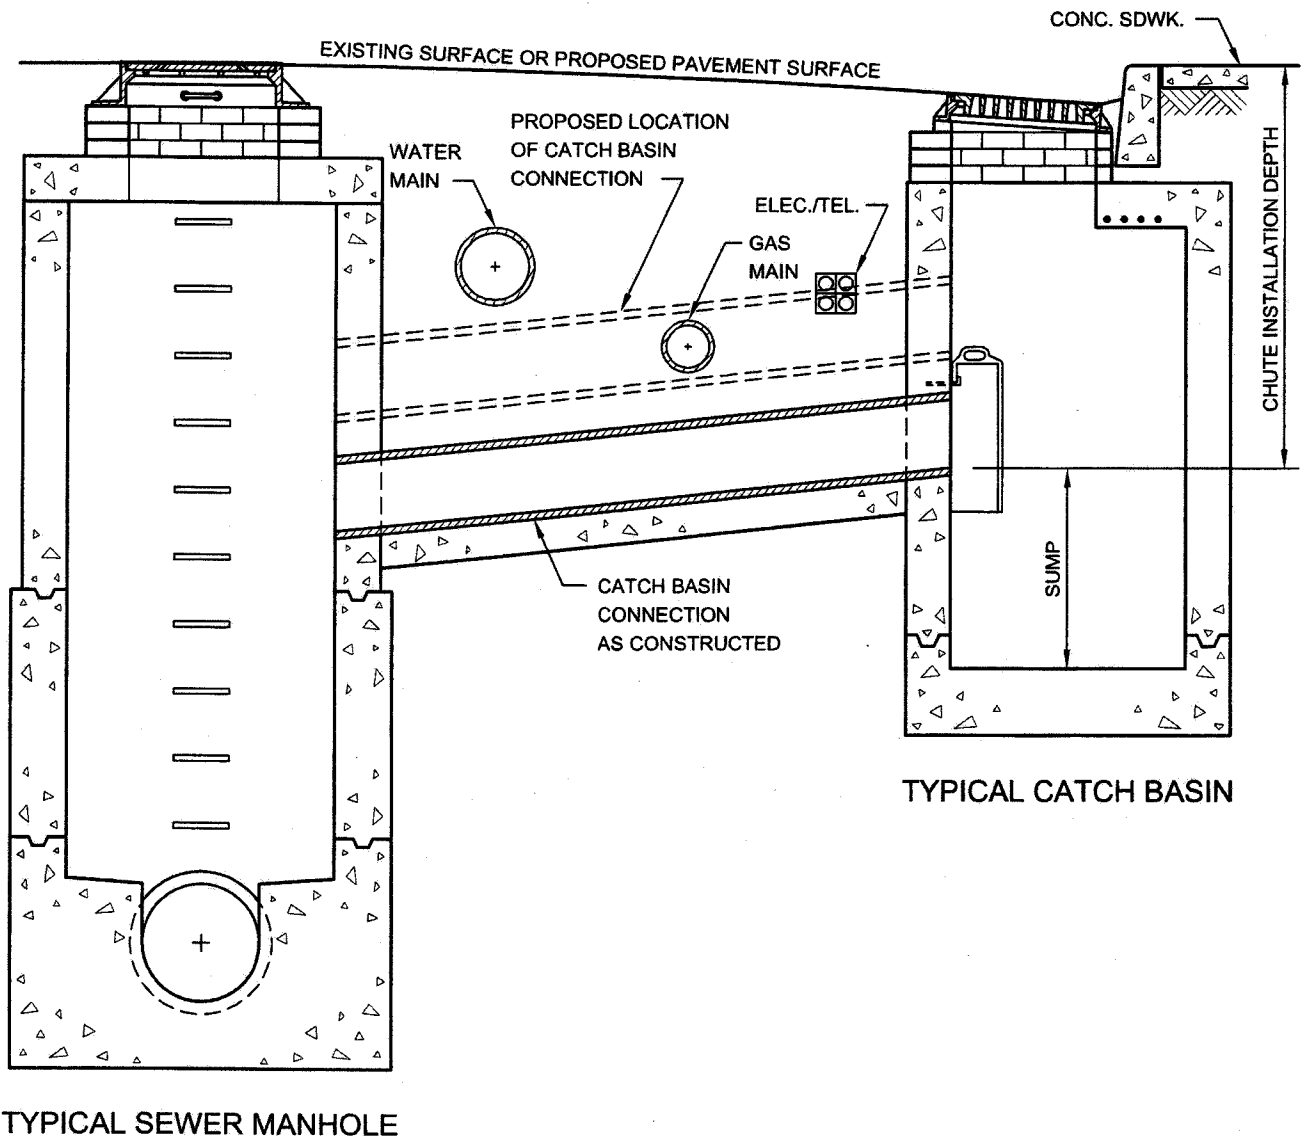 CONC. SDWK.
EXISTING SURFACE OR PROPOSED PAVEMENT SURFACE
PROPOSED LOCATION
OF CATCH BASIN
CONNECTION
WATER
MAIN
ELEC./TEL.
GAS
MAIN
CHUTE INSTALLATION DEPTH
SUMP
CATCH BASIN
CONNECTION
AS CONSTRUCTED
TYPICAL CATCH BASIN
TYPICAL SEWER MANHOLE